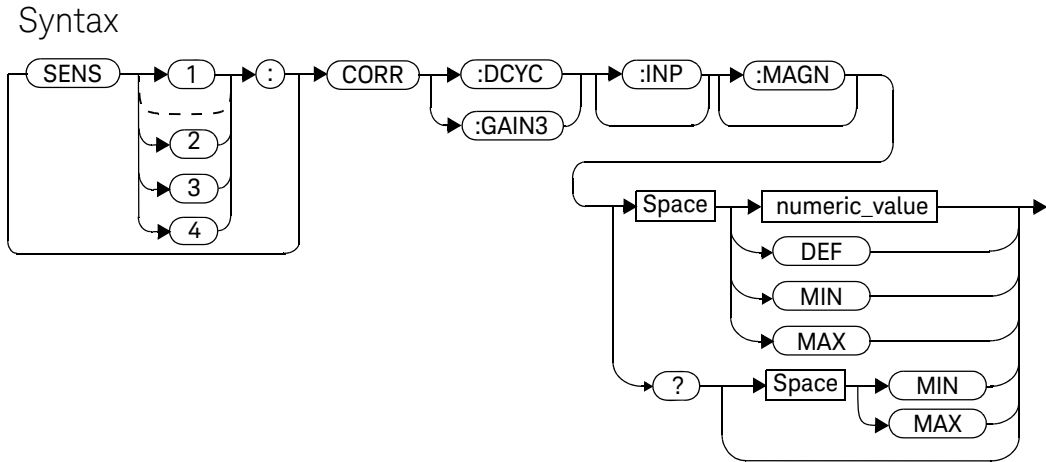 Syntax
SENS 1 : CORR :DCYC :INP :MAGN
:GAIN3
2
3
4
Space numeric_value
DEF
MIN
MAX
? Space MIN
MAX